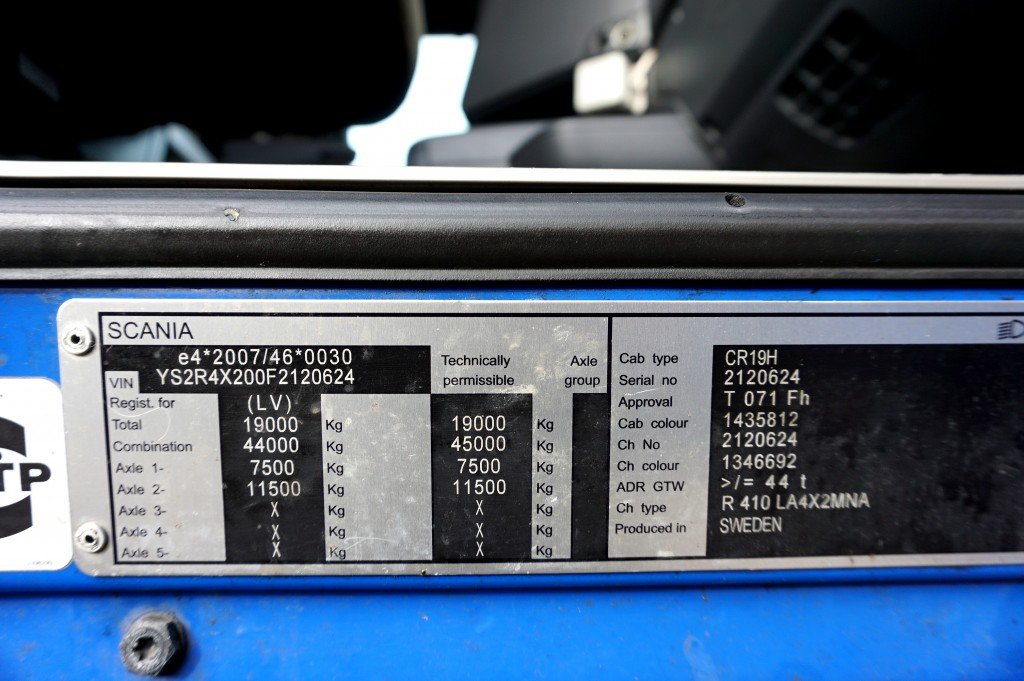 SCANIA
e4*2007/46*0030
VIN YS2R4X200F2120624
Technically permissible
Axle group
Regist. for (LV)
Total 19000 Kg 19000 Kg
Combination 44000 Kg 45000 Kg
Axle 1- 7500 Kg 7500 Kg
Axle 2- 11500 Kg 11500 Kg
Axle 3- X Kg X Kg
Axle 4- X Kg X Kg
Axle 5- X Kg X Kg
Cab type CR19H
Serial no 2120624
Approval T 071 Fh
Cab colour 1435812
Ch No 2120624
Ch colour 1346692
ADR GTW >/= 44 t
Ch type R 410 LA4X2MNA
Produced in SWEDEN
TP